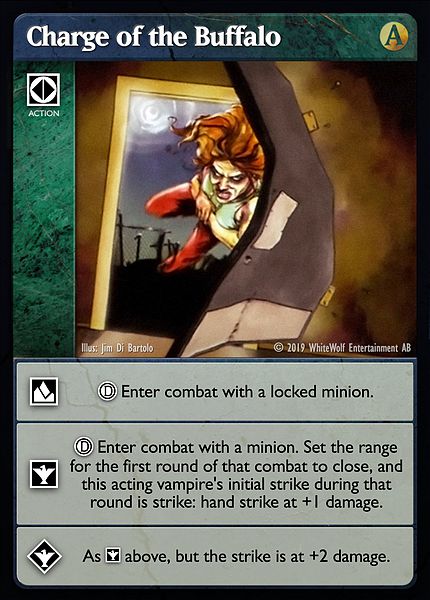 Charge of the Buffalo
A
ACTION
Illus: Jim Di Bartolo
© 2019 WhiteWolf Entertainment AB
Ⓓ Enter combat with a locked minion.
Ⓓ Enter combat with a minion. Set the range
for the first round of that combat to close, and
this acting vampire's initial strike during that
round is strike: hand strike at +1 damage.
As above, but the strike is at +2 damage.